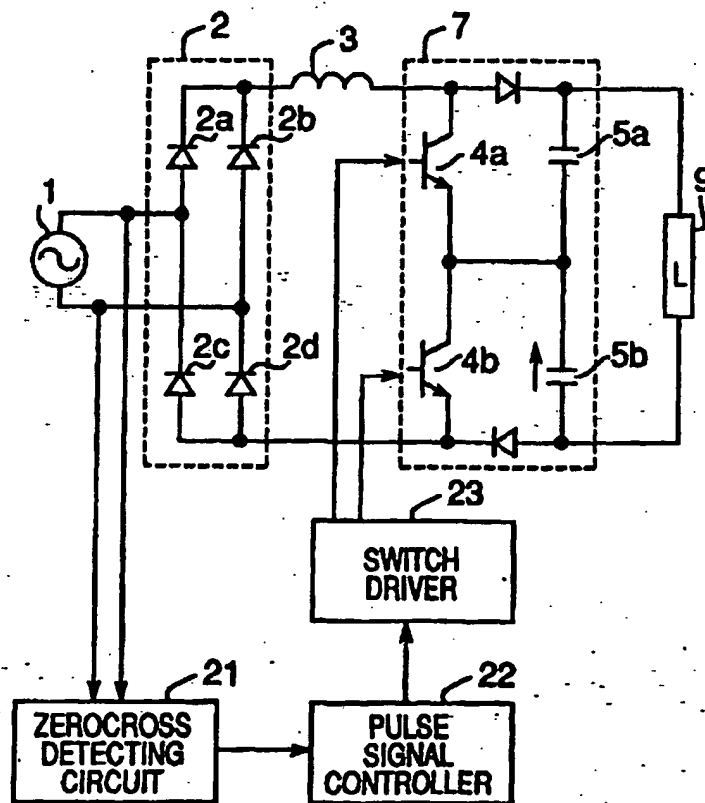 2
3
7
2a
2b
4a
5a
9
1
L
2c
2d
4b
5b
23
SWITCH
DRIVER
21
22
ZEROCROSS
DETECTING
CIRCUIT
PULSE
SIGNAL
CONTROLLER